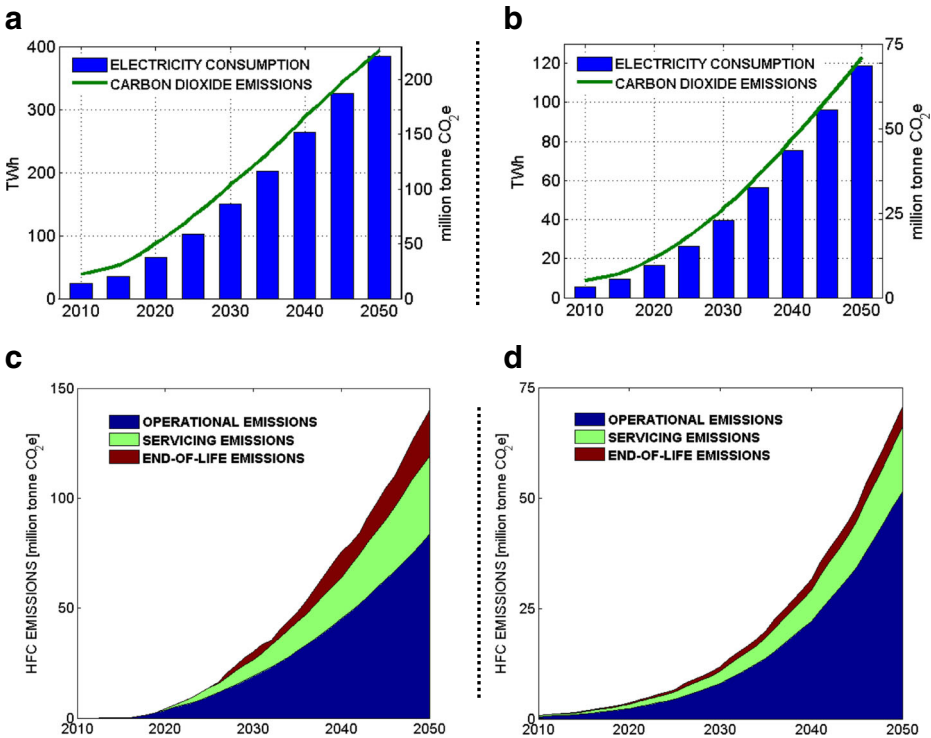 a
400
300
200
100
0
TWh
ELECTRICITY CONSUMPTION
CARBON DIOXIDE EMISSIONS
200
150
100
50
0
million tonne CO₂e
2010 2020 2030 2040 2050
b
120
100
80
60
40
20
0
TWh
ELECTRICITY CONSUMPTION
CARBON DIOXIDE EMISSIONS
75
50
25
0
million tonne CO₂e
2010 2020 2030 2040 2050
c
150
100
50
0
HFC EMISSIONS [million tonne CO₂e]
OPERATIONAL EMISSIONS
SERVICING EMISSIONS
END-OF-LIFE EMISSIONS
2010 2020 2030 2040 2050
d
75
50
25
0
HFC EMISSIONS [million tonne CO₂e]
OPERATIONAL EMISSIONS
SERVICING EMISSIONS
END-OF-LIFE EMISSIONS
2010 2020 2030 2040 2050